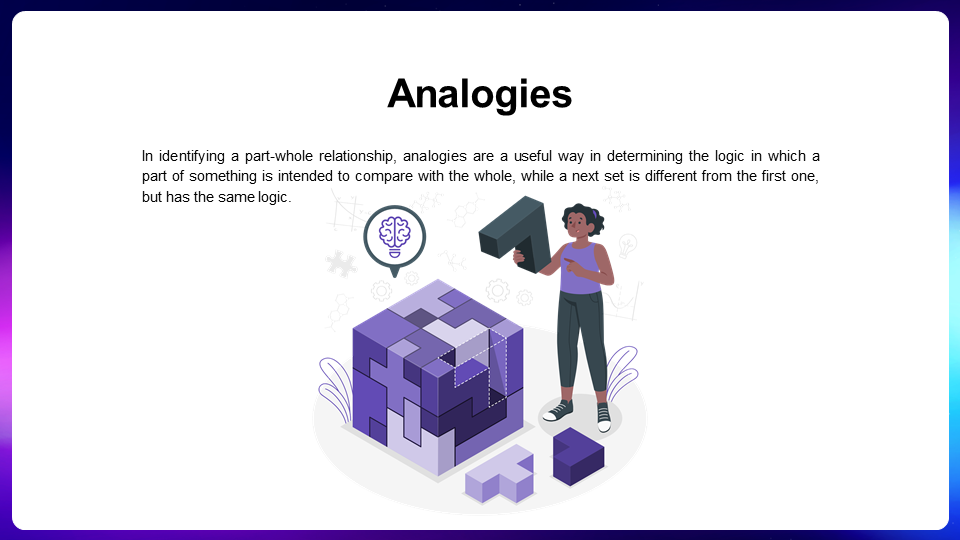 Analogies
In identifying a part-whole relationship, analogies are a useful way in determining the logic in which a
part of something is intended to compare with the whole, while a next set is different from the first one,
but has the same logic.